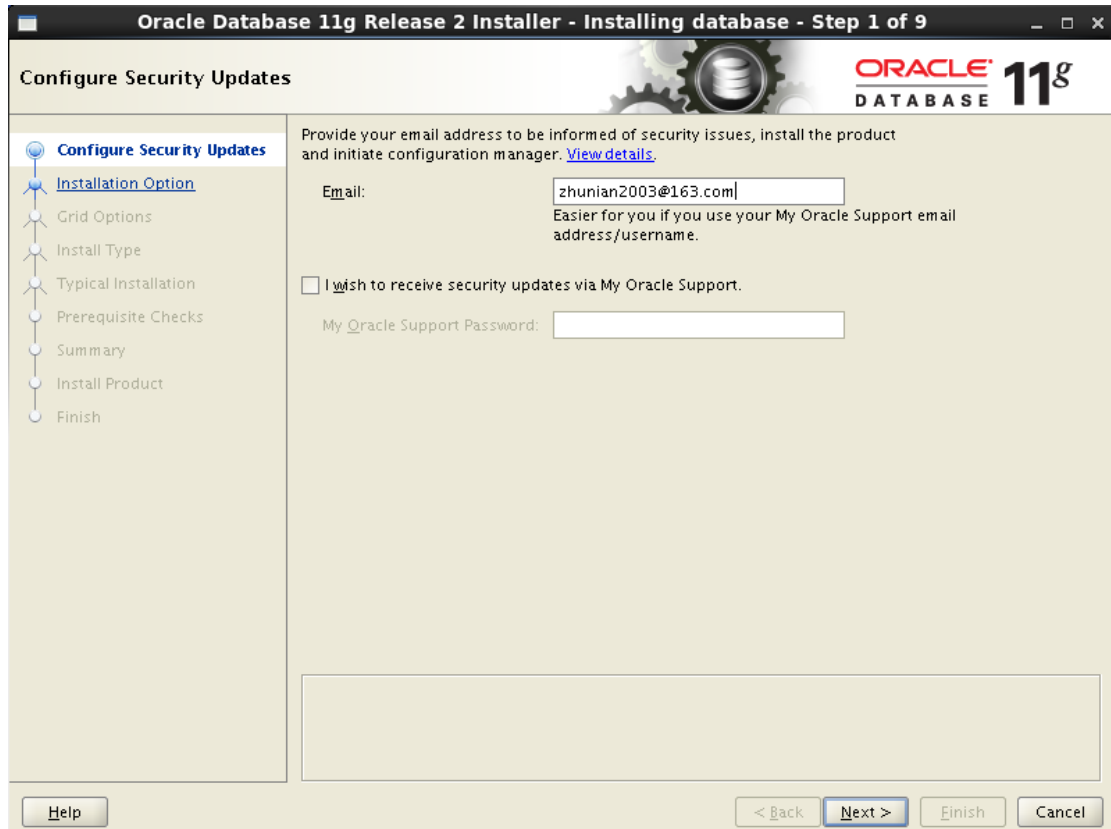 Oracle Database 11g Release 2 Installer - Installing database - Step 1 of 9
Configure Security Updates
ORACLE
DATABASE
11g
Configure Security Updates
Installation Option
Grid Options
Install Type
Typical Installation
Prerequisite Checks
Summary
Install Product
Finish
Provide your email address to be informed of security issues, install the product
and initiate configuration manager. View details.
Email: zhunian2003@163.com
Easier for you if you use your My Oracle Support email
address/username.
I wish to receive security updates via My Oracle Support.
My Oracle Support Password:
Help < Back Next > Finish Cancel